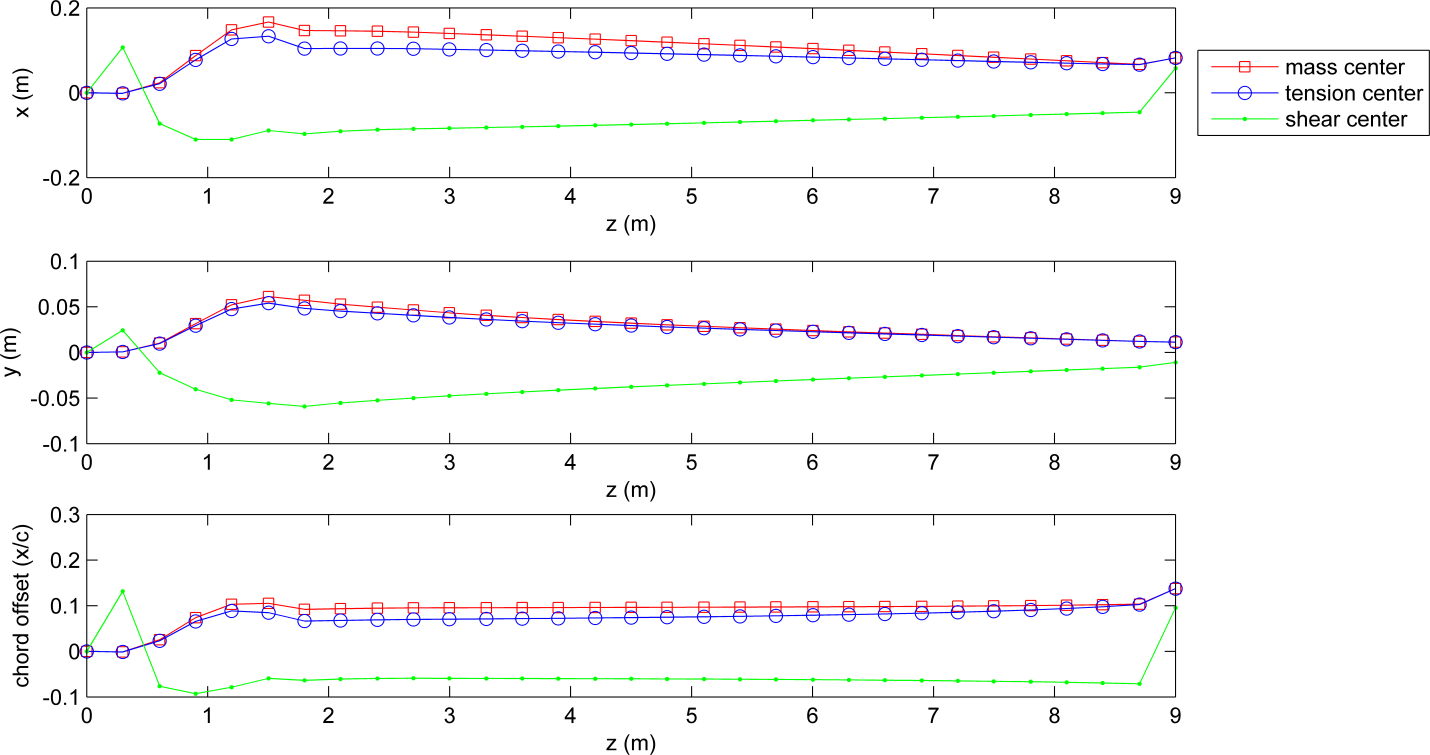 0.2
0
-0.2
x (m)
0 1 2 3 4 5 6 7 8 9
z (m)
mass center
tension center
shear center
0.1
0.05
0
-0.05
-0.1
y (m)
0 1 2 3 4 5 6 7 8 9
z (m)
0.3
0.2
0.1
0
-0.1
chord offset (x/c)
0 1 2 3 4 5 6 7 8 9
z (m)